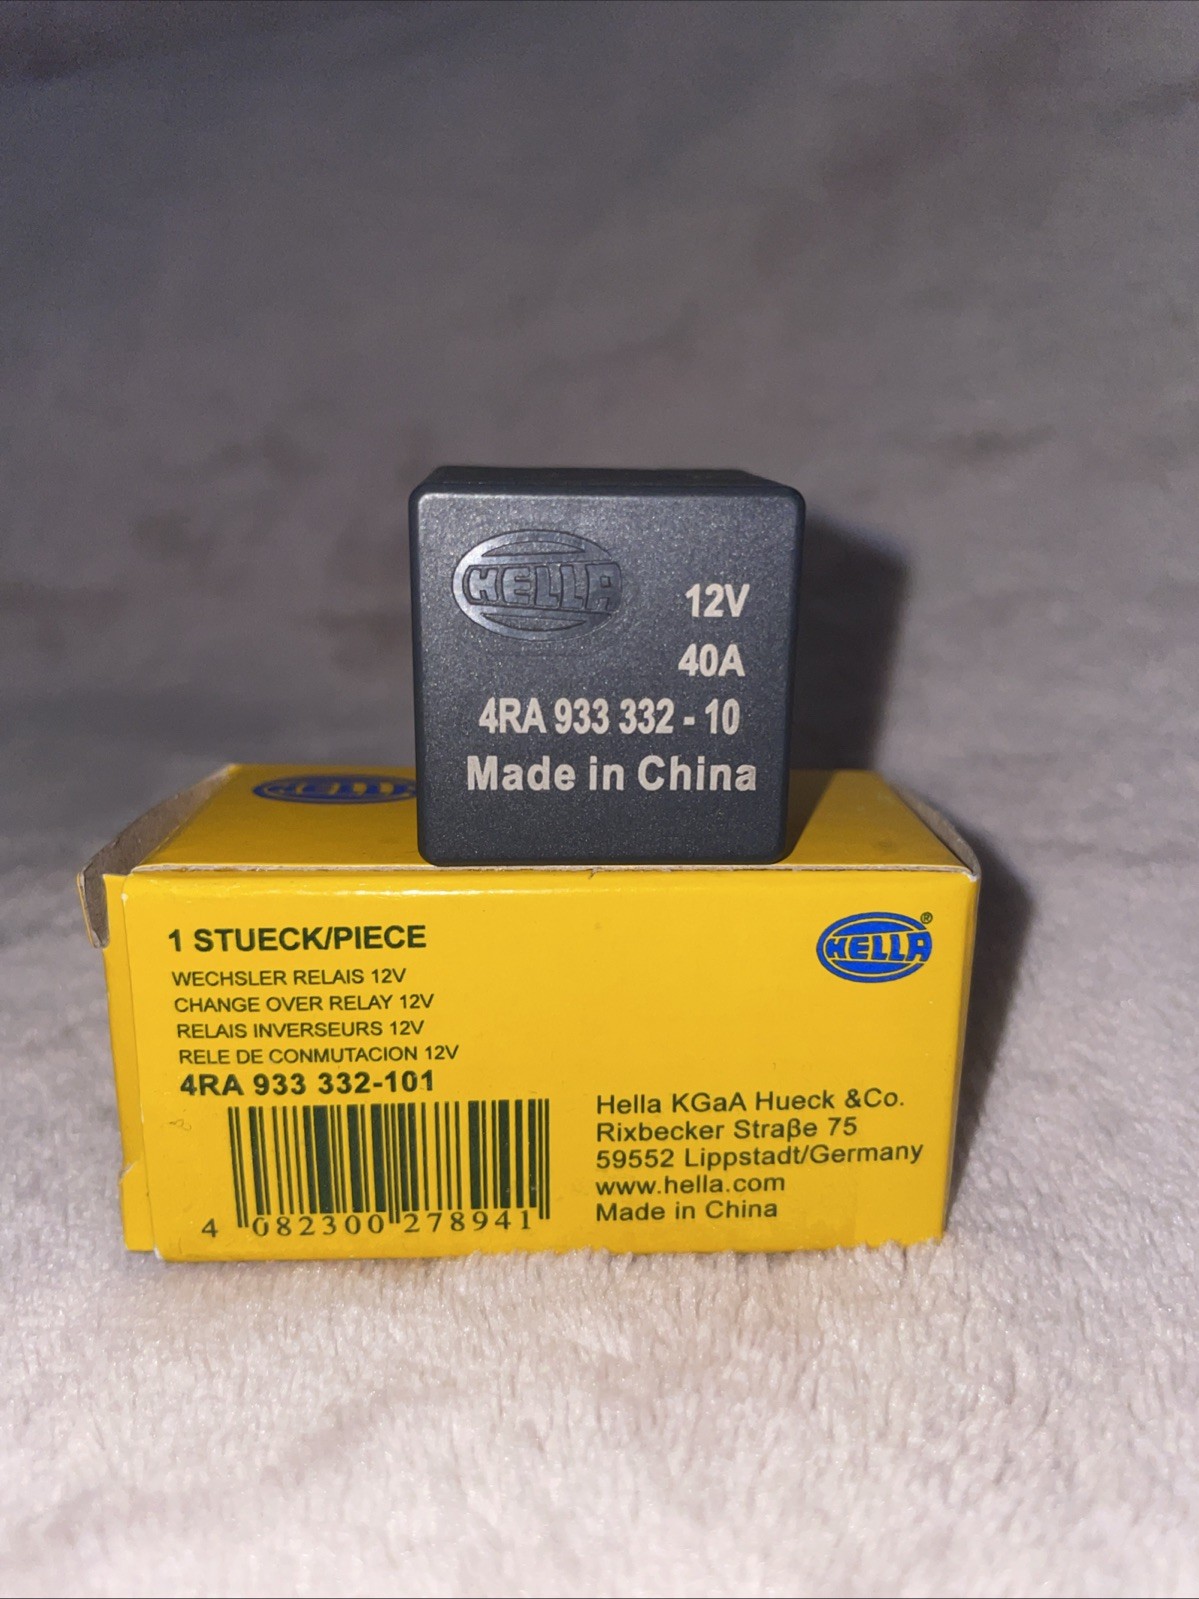 HELLA
12V
40A
4RA 933 332 - 10
Made in China
HELLA
1 STUECK/PIECE
WECHSLER RELAIS 12V
CHANGE OVER RELAY 12V
RELAIS INVERSEURS 12V
RELE DE CONMUTACION 12V
4RA 933 332-101
4 082300 278941
HELLA®
Hella KGaA Hueck &Co.
Rixbecker Straβe 75
59552 Lippstadt/Germany
www.hella.com
Made in China